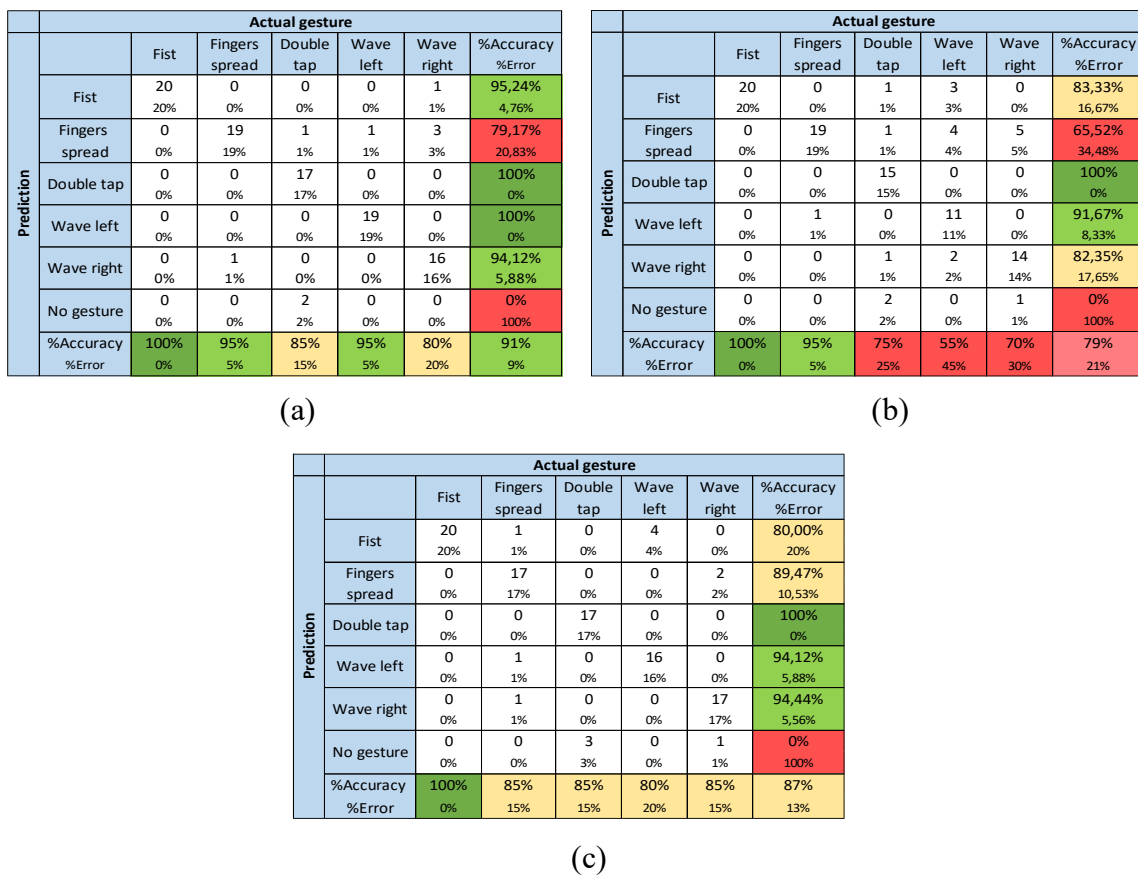 Actual gesture
Fist Fingers Double Wave Wave %Accuracy
spread tap left right %Error
Prediction
Fist 20 0 0 0 1 95,24%
20% 0% 0% 0% 1% 4,76%
Fingers 0 19 1 1 3 79,17%
spread 0% 19% 1% 1% 3% 20,83%
Double tap 0 0 17 0 0 100%
0% 0% 17% 0% 0% 0%
Wave left 0 0 0 19 0 100%
0% 0% 0% 19% 0% 0%
Wave right 0 1 0 0 16 94,12%
0% 1% 0% 0% 16% 5,88%
No gesture 0 0 2 0 0 0%
0% 0% 2% 0% 0% 100%
%Accuracy 100% 95% 85% 95% 80% 91%
%Error 0% 5% 15% 5% 20% 9%
(a)
Actual gesture
Fist Fingers Double Wave Wave %Accuracy
spread tap left right %Error
Prediction
Fist 20 0 1 3 0 83,33%
20% 0% 1% 3% 0% 16,67%
Fingers 0 19 1 4 5 65,52%
spread 0% 19% 1% 4% 5% 34,48%
Double tap 0 0 15 0 0 100%
0% 0% 15% 0% 0% 0%
Wave left 0 1 0 11 0 91,67%
0% 1% 0% 11% 0% 8,33%
Wave right 0 0 1 2 14 82,35%
0% 0% 1% 2% 14% 17,65%
No gesture 0 0 2 0 1 0%
0% 0% 2% 0% 1% 100%
%Accuracy 100% 95% 75% 55% 70% 79%
%Error 0% 5% 25% 45% 30% 21%
(b)
Actual gesture
Fist Fingers Double Wave Wave %Accuracy
spread tap left right %Error
Prediction
Fist 20 1 0 4 0 80,00%
20% 1% 0% 4% 0% 20%
Fingers 0 17 0 0 2 89,47%
spread 0% 17% 0% 0% 2% 10,53%
Double tap 0 0 17 0 0 100%
0% 0% 17% 0% 0% 0%
Wave left 0 1 0 16 0 94,12%
0% 1% 0% 16% 0% 5,88%
Wave right 0 1 0 0 17 94,44%
0% 1% 0% 0% 17% 5,56%
No gesture 0 0 3 0 1 0%
0% 0% 3% 0% 1% 100%
%Accuracy 100% 85% 85% 80% 85% 87%
%Error 0% 15% 15% 20% 15% 13%
(c)